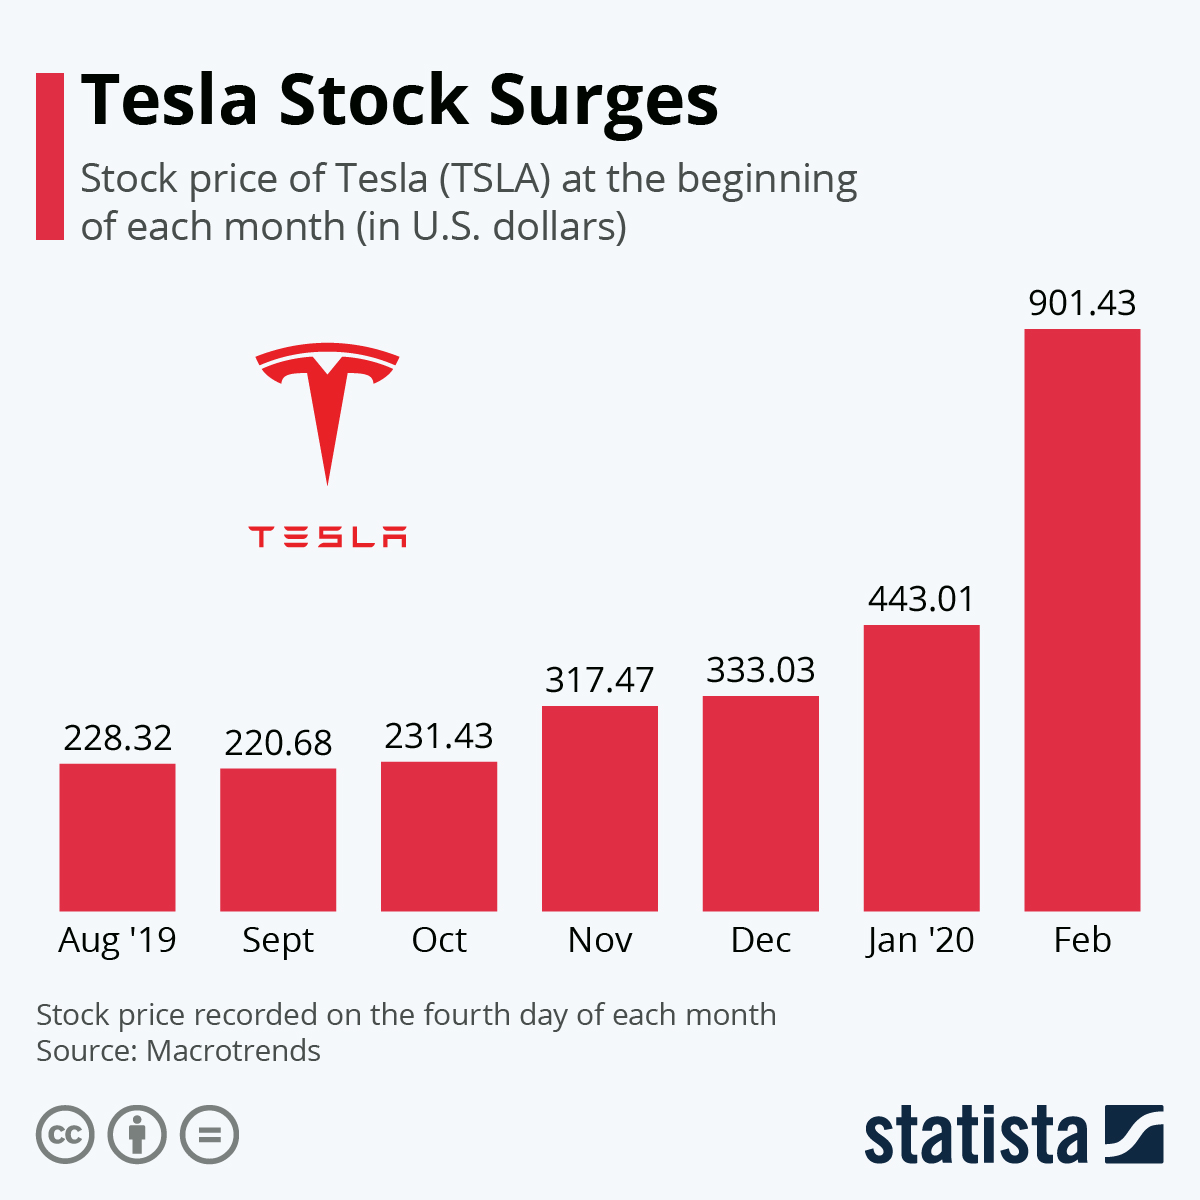 Tesla Stock Surges
Stock price of Tesla (TSLA) at the beginning
of each month (in U.S. dollars)
901.43
TESLA
443.01
333.03
317.47
231.43
228.32
220.68
Aug '19
Sept
Oct
Nov
Dec
Jan '20
Feb
Stock price recorded on the fourth day of each month
Source: Macrotrends
cc
statista